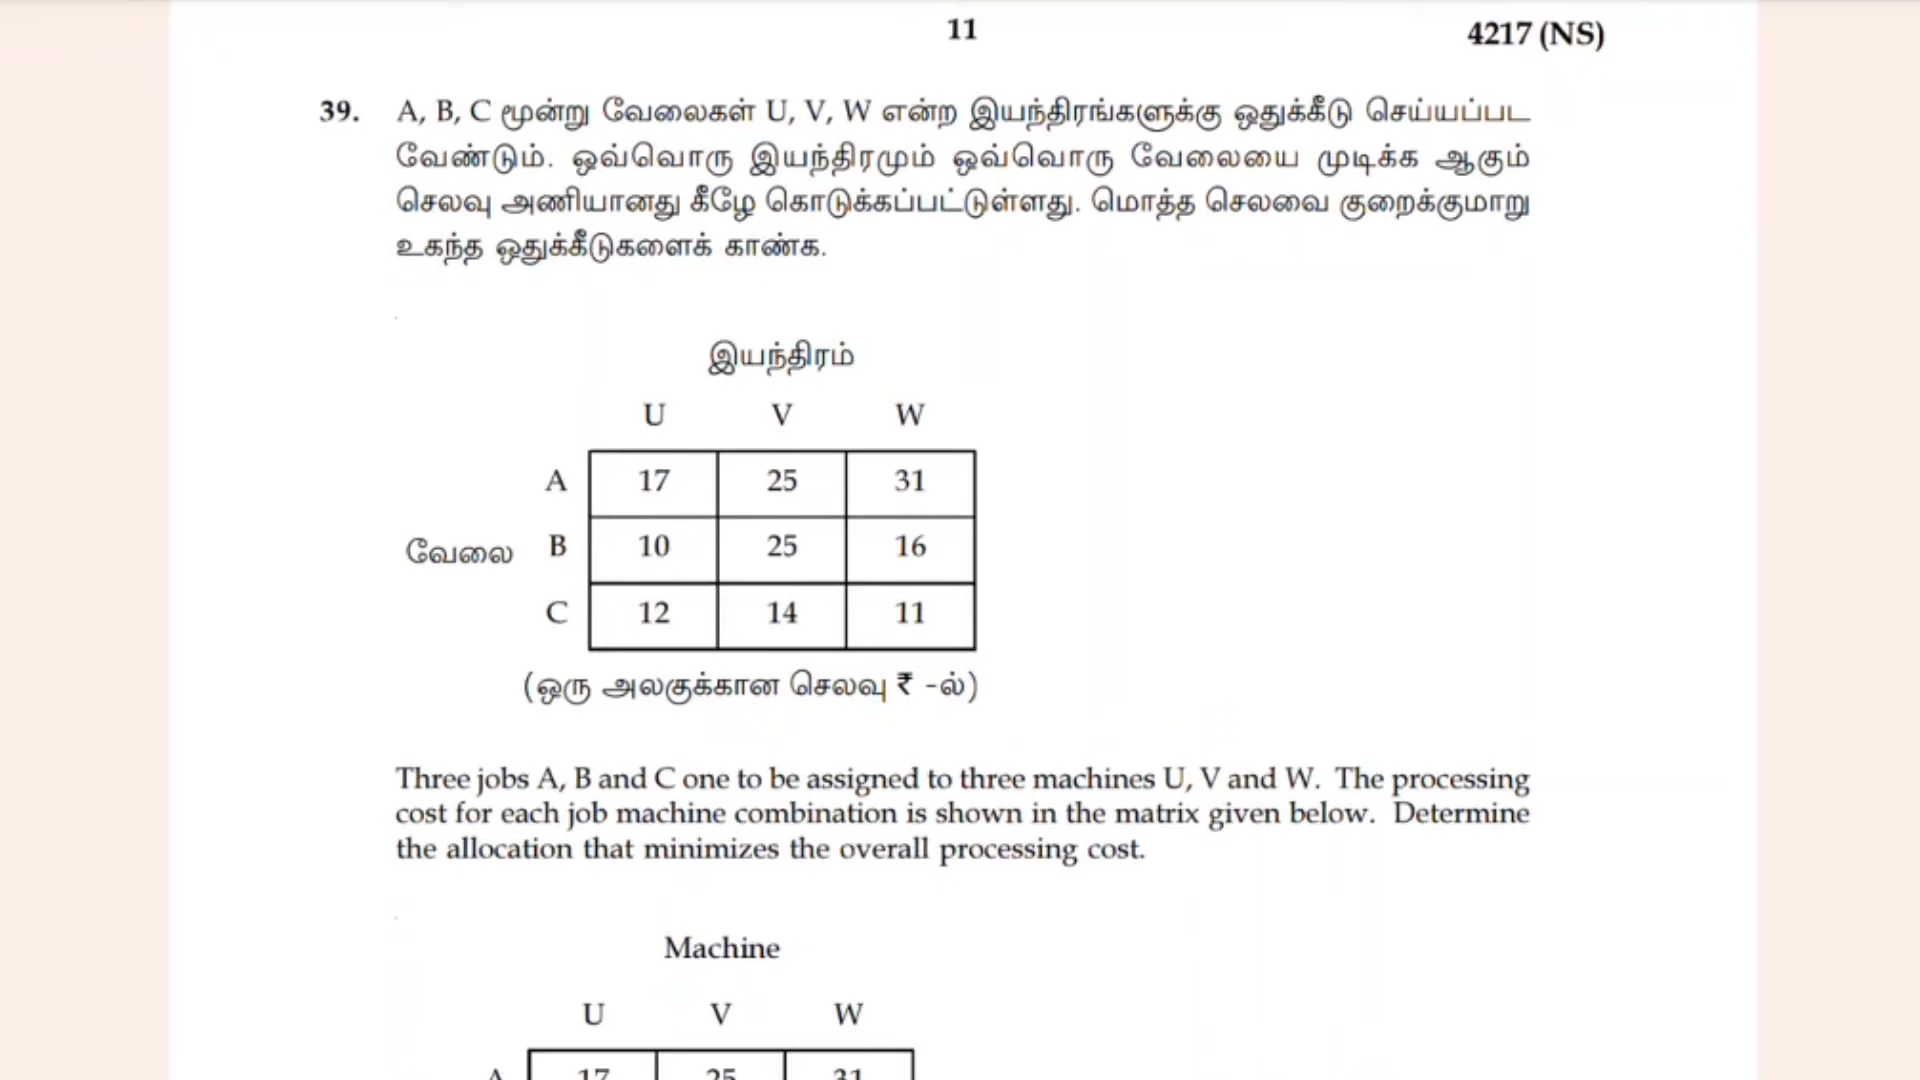 11
4217 (NS)
39. A, B, C மூன்று வேலைகள் U, V, W என்ற இயந்திரங்களுக்கு ஒதுக்கீடு செய்யப்பட
வேண்டும். ஒவ்வொரு இயந்திரமும் ஒவ்வொரு வேலையை முடிக்க ஆகும்
செலவு அணியானது கீழே கொடுக்கப்பட்டுள்ளது. மொத்த செலவை குறைக்குமாறு
உகந்த ஒதுக்கீடுகளைக் காண்க.
இயந்திரம்
U V W
A 17 25 31
வேலை B 10 25 16
C 12 14 11
(ஒரு அலகுக்கான செலவு ₹ -ல்)
Three jobs A, B and C one to be assigned to three machines U, V and W. The processing
cost for each job machine combination is shown in the matrix given below. Determine
the allocation that minimizes the overall processing cost.
Machine
U V W
A 17 25 31